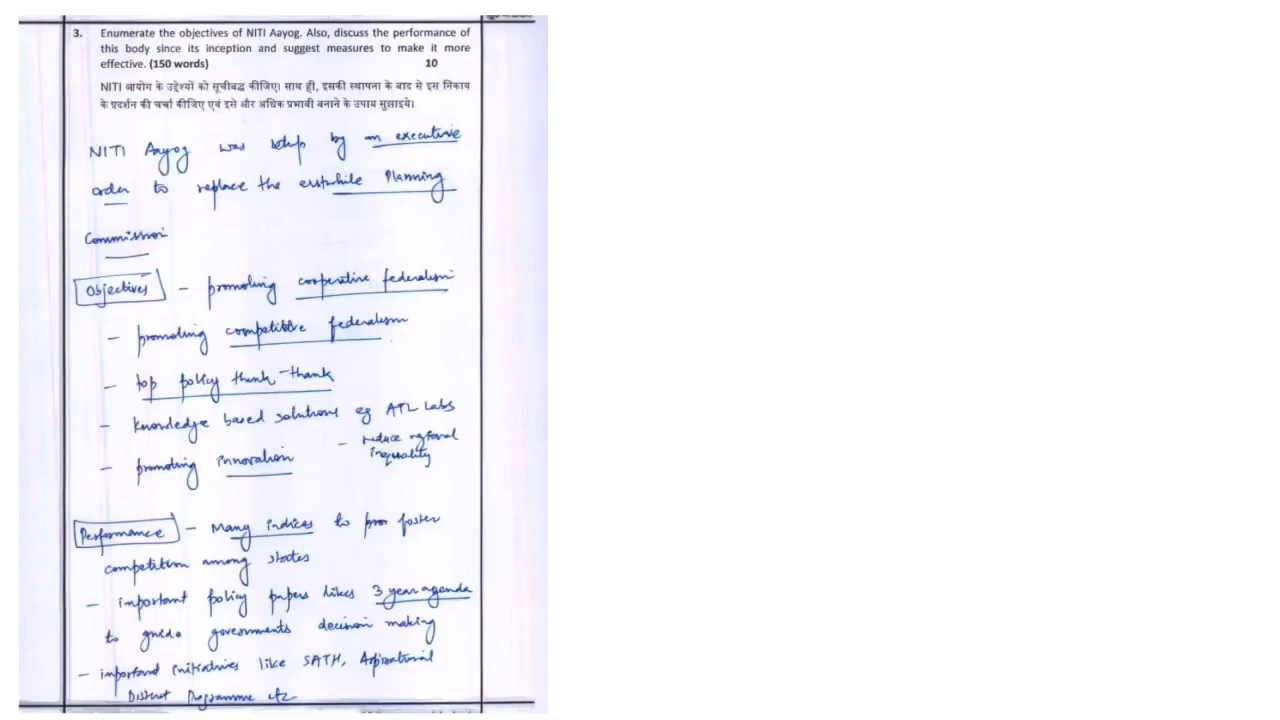 3. Enumerate the objectives of NITI Aayog. Also, discuss the performance of
this body since its inception and suggest measures to make it more
effective. (150 words) 10
NITI आयोग के उद्देश्यों को सूचीबद्ध कीजिए। साथ ही, इसकी स्थापना के बाद से इस निकाय
के प्रदर्शन की चर्चा कीजिए एवं इसे और अधिक प्रभावी बनाने के उपाय सुझाइये।
NITI Aayog was setup by an executive
order to replace the erstwhile Planning
Commission
Objectives - promoting cooperative federalism
- promoting competitive federalism
- top policy think-thank
- knowledge based solutions eg ATL Labs
- reduce regional
inequality
- promoting innovation
Performance - Many indices to foster
competition among states
- important policy papers likes 3 year agenda
to guide governments decision making
- important initiatives like SATH, Aspirational
District Programme etc